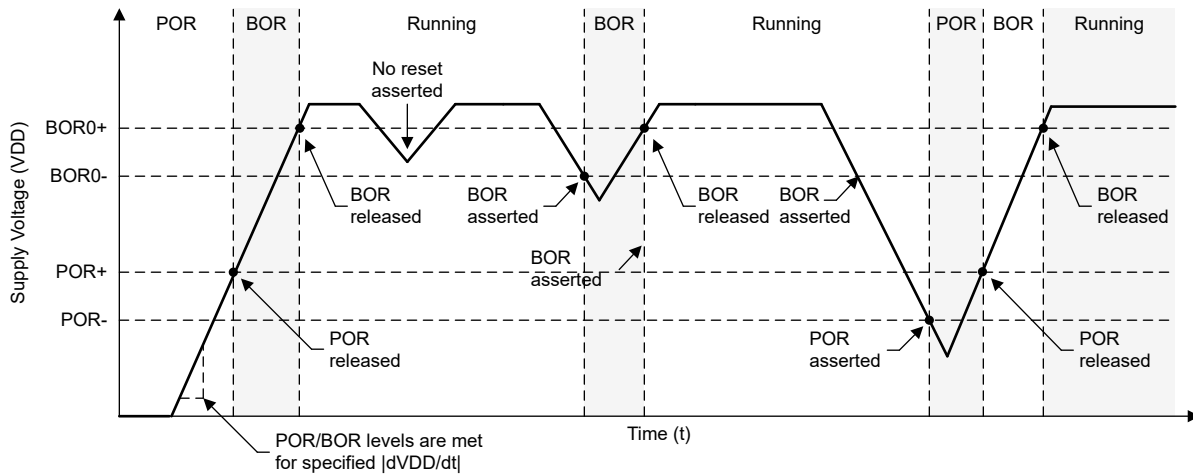 POR
BOR
Running
BOR
Running
POR
BOR
Running
No reset
asserted
Supply Voltage (VDD)
BOR0+
BOR0-
POR+
POR-
BOR
released
BOR
asserted
BOR
released
BOR
asserted
BOR
released
BOR
asserted
POR
released
POR
asserted
POR
released
Time (t)
POR/BOR levels are met
for specified |dVDD/dt|